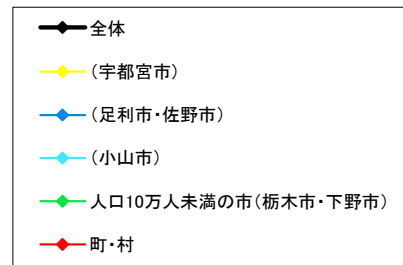 全体
(宇都宮市)
(足利市・佐野市)
(小山市)
人口10万人未満の市(栃木市・下野市)
町・村